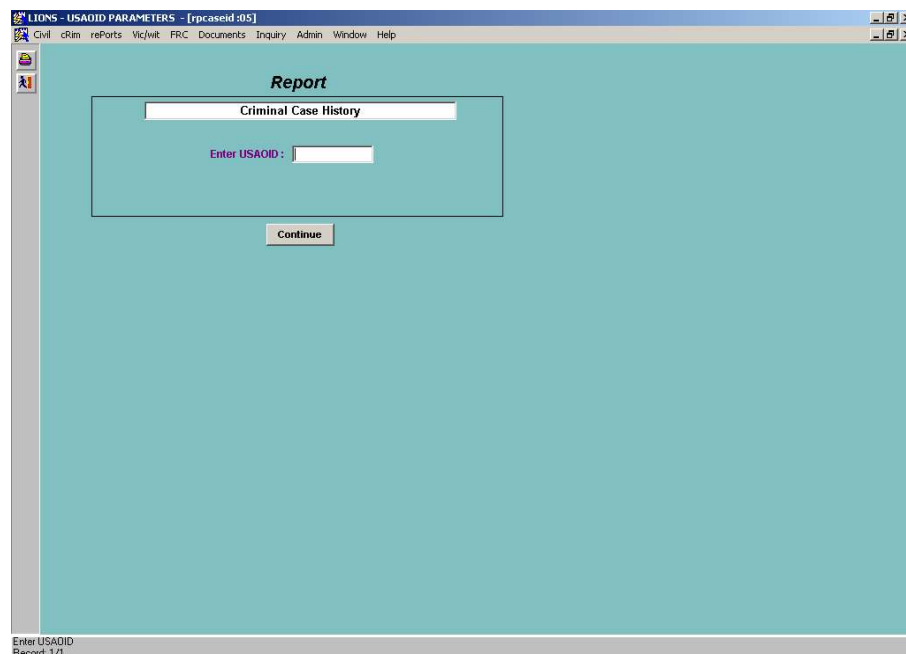 LIONS - USAOID PARAMETERS - [rpcaseid :05]
Civil cRim rePorts Vic/wit FRC Documents Inquiry Admin Window Help
Report
Criminal Case History
Enter USAOID :
Continue
Enter USAOID
Record: 1/1